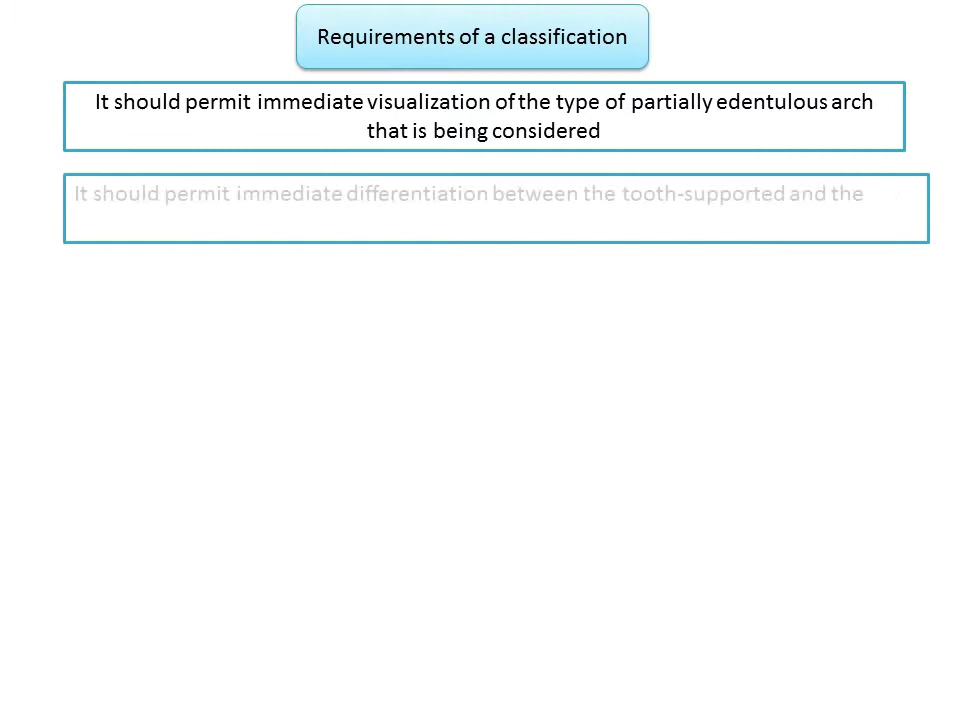 Requirements of a classification
It should permit immediate visualization of the type of partially edentulous arch
that is being considered
It should permit immediate differentiation between the tooth-supported and the